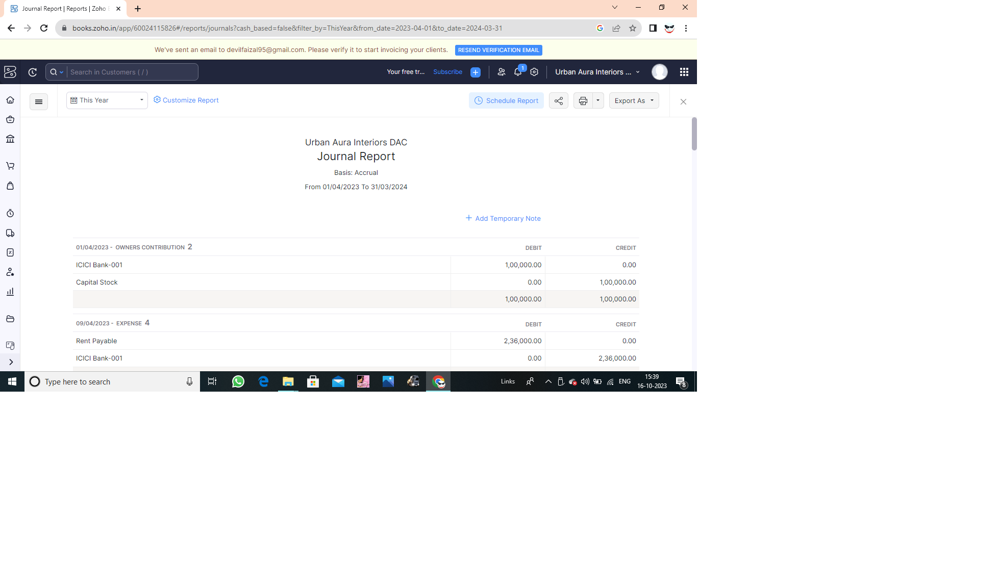 Journal Report | Reports | Zoho
books.zoho.in/app/60024115826#/reports/journals?cash_based=false&filter_by=ThisYear&from_date=2023-04-01&to_date=2024-03-31
We've sent an email to devilfaizal95@gmail.com. Please verify it to start invoicing your clients. RESEND VERIFICATION EMAIL
Search in Customers ( / ) Your free tr... Subscribe 1 Urban Aura Interiors ...
This Year Customize Report Schedule Report Export As
Urban Aura Interiors DAC
Journal Report
Basis: Accrual
From 01/04/2023 To 31/03/2024
Add Temporary Note
01/04/2023 - OWNERS CONTRIBUTION 2 DEBIT CREDIT
ICICI Bank-001 1,00,000.00 0.00
Capital Stock 0.00 1,00,000.00
1,00,000.00 1,00,000.00
09/04/2023 - EXPENSE 4 DEBIT CREDIT
Rent Payable 2,36,000.00 0.00
ICICI Bank-001 0.00 2,36,000.00
Type here to search Links ENG 15:39
16-10-2023 8